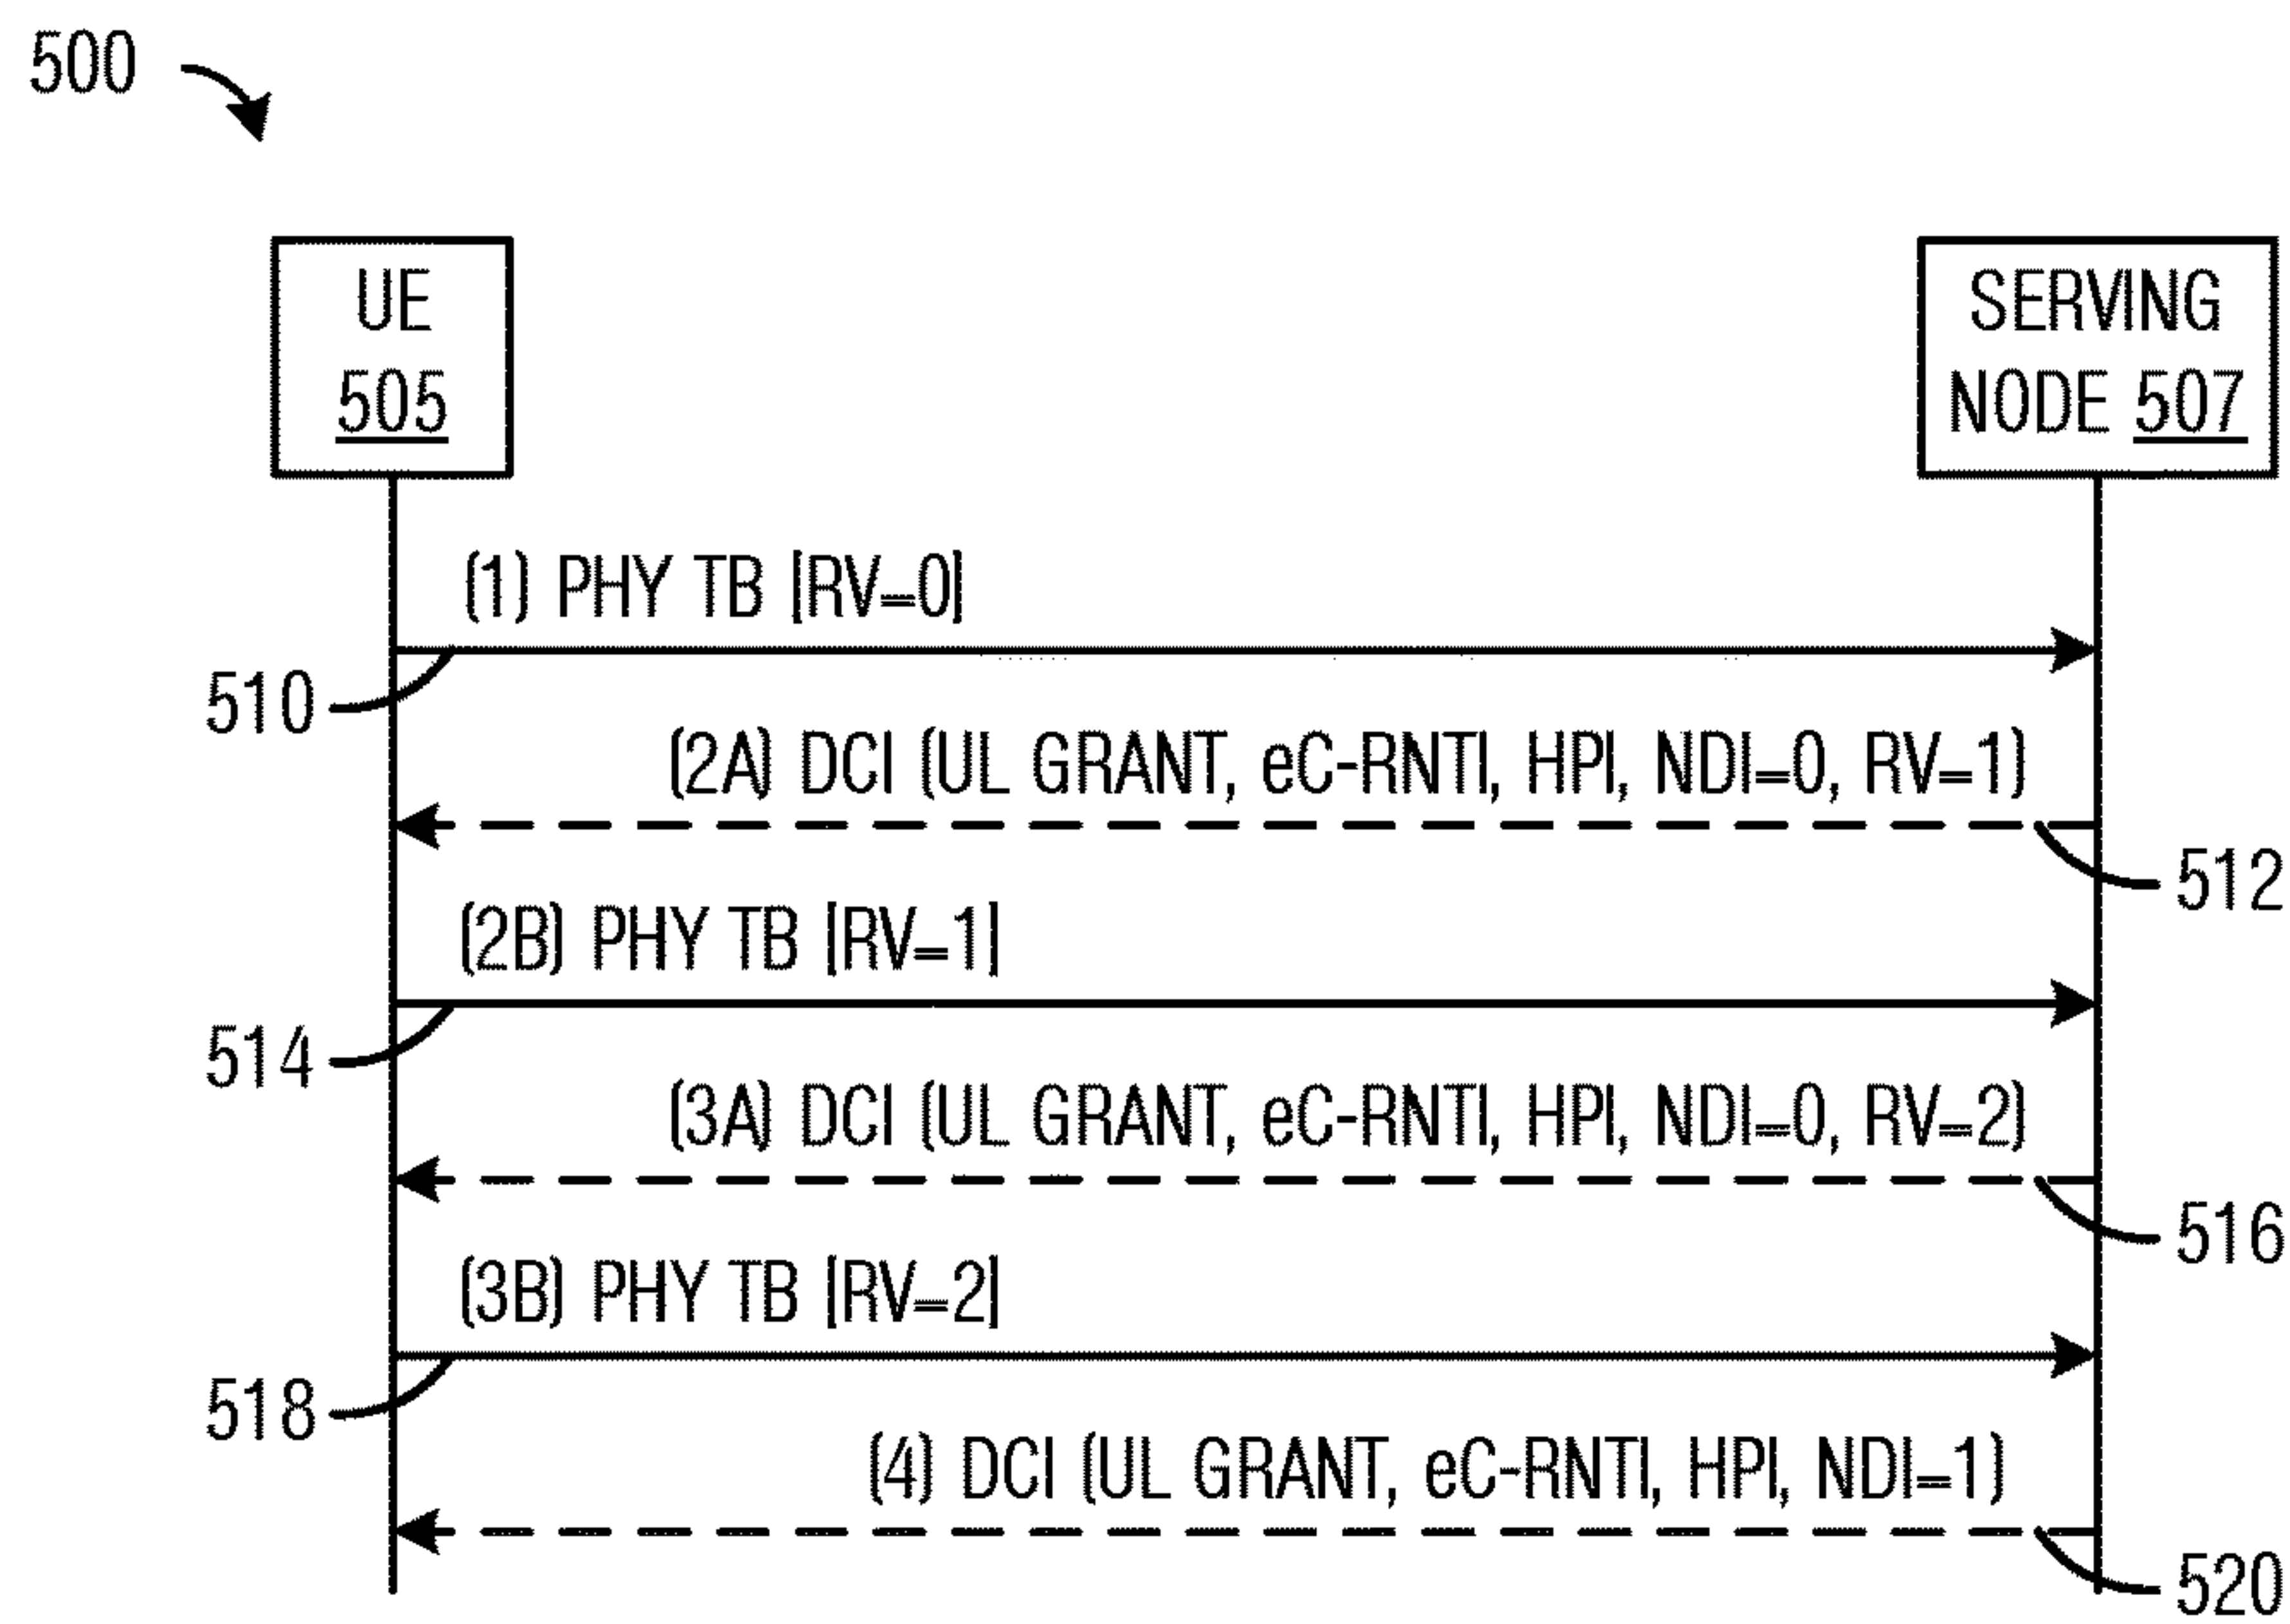 500
UE
505
SERVING
NODE 507
(1) PHY TB [RV=0]
510
(2A) DCI (UL GRANT, eC-RNTI, HPI, NDI=0, RV=1)
512
(2B) PHY TB [RV=1]
514
(3A) DCI (UL GRANT, eC-RNTI, HPI, NDI=0, RV=2)
516
(3B) PHY TB [RV=2]
518
(4) DCI (UL GRANT, eC-RNTI, HPI, NDI=1)
520